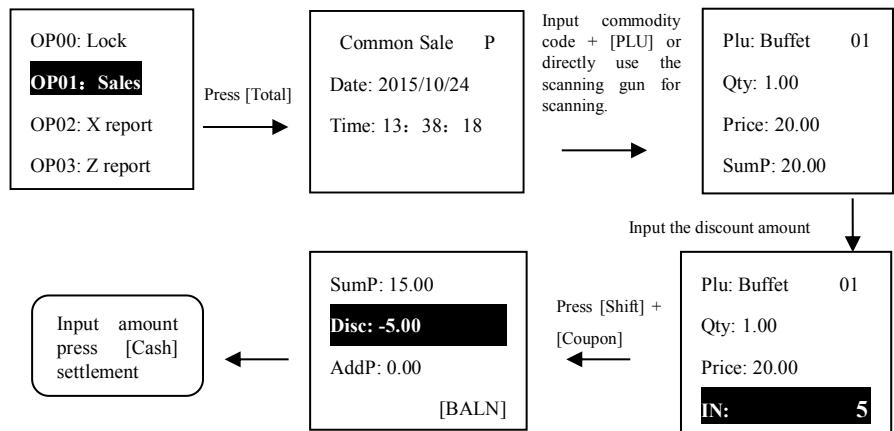 OP00: Lock
OP01: Sales
OP02: X report
OP03: Z report
Press [Total]
Common Sale P
Date: 2015/10/24
Time: 13: 38: 18
Input commodity
code + [PLU] or
directly use the
scanning gun for
scanning.
Plu: Buffet 01
Qty: 1.00
Price: 20.00
SumP: 20.00
Input the discount amount
Plu: Buffet 01
Qty: 1.00
Price: 20.00
IN: 5
Press [Shift] +
[Coupon]
SumP: 15.00
Disc: -5.00
AddP: 0.00
[BALN]
Input amount
press [Cash]
settlement